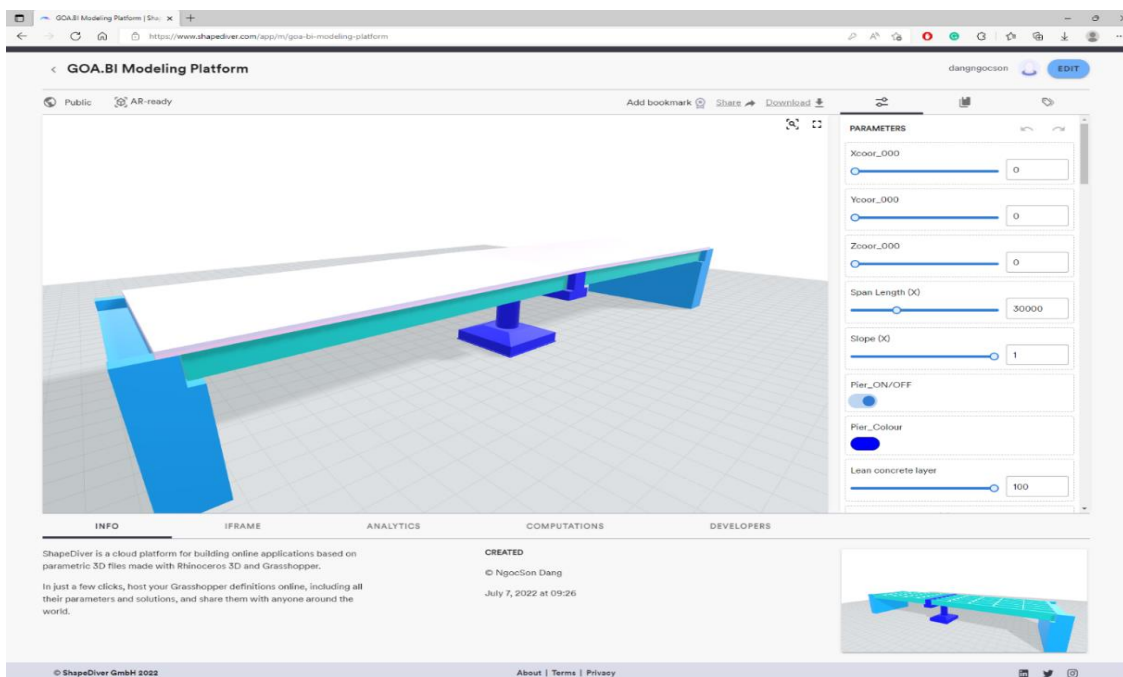 GOA.BI Modeling Platform | Sha
https://www.shapediver.com/app/m/goa-bi-modeling-platform
GOA.BI Modeling Platform
dangngocson
EDIT
Public
AR-ready
Add bookmark
Share
Download
PARAMETERS
Xcoor_000
0
Ycoor_000
0
Zcoor_000
0
Span Length (X)
30000
Slope (X)
1
Pier_ON/OFF
Pier_Colour
Lean concrete layer
100
INFO
IFRAME
ANALYTICS
COMPUTATIONS
DEVELOPERS
ShapeDiver is a cloud platform for building online applications based on
parametric 3D files made with Rhinoceros 3D and Grasshopper.
In just a few clicks, host your Grasshopper definitions online, including all
their parameters and solutions, and share them with anyone around the
world.
CREATED
© NgocSon Dang
July 7, 2022 at 09:26
© ShapeDiver GmbH 2022
About | Terms | Privacy